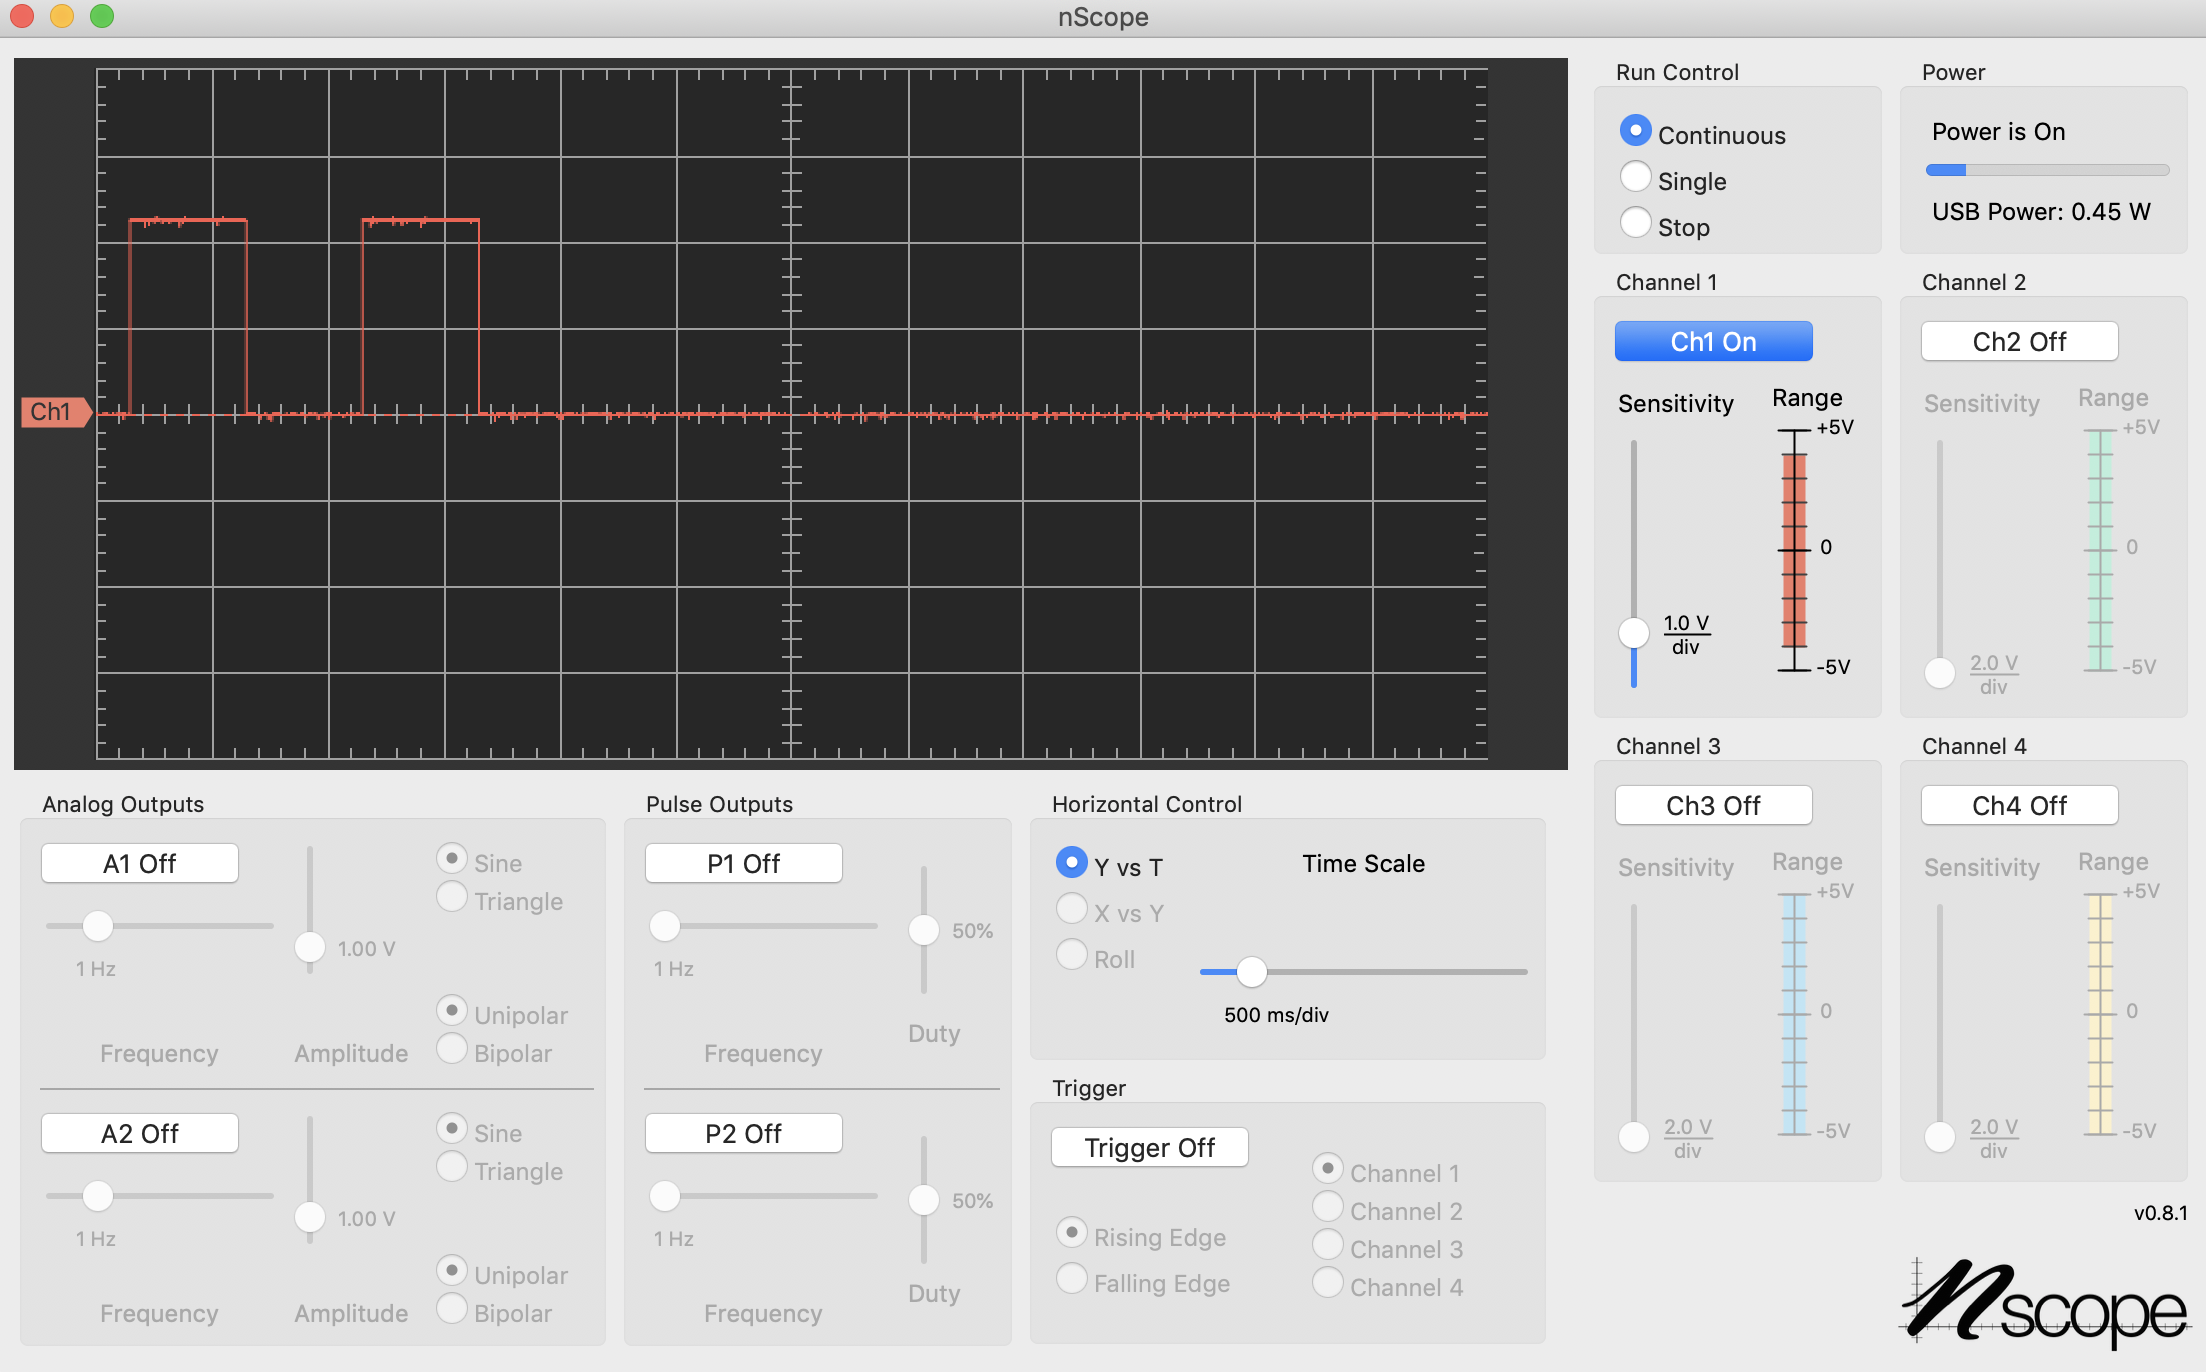 nScope
Ch1
Run Control
Continuous
Single
Stop
Power
Power is On
USB Power: 0.45 W
Channel 1
Ch1 On
Sensitivity
Range
+5V
0
-5V
1.0 V
div
Channel 2
Ch2 Off
Sensitivity
Range
+5V
0
-5V
2.0 V
div
Channel 3
Ch3 Off
Sensitivity
Range
+5V
0
-5V
2.0 V
div
Channel 4
Ch4 Off
Sensitivity
Range
+5V
0
-5V
2.0 V
div
Analog Outputs
A1 Off
1 Hz
Frequency
1.00 V
Amplitude
Sine
Triangle
Unipolar
Bipolar
A2 Off
1 Hz
Frequency
1.00 V
Amplitude
Sine
Triangle
Unipolar
Bipolar
Pulse Outputs
P1 Off
1 Hz
Frequency
50%
Duty
P2 Off
1 Hz
Frequency
50%
Duty
Horizontal Control
Y vs T
X vs Y
Roll
Time Scale
500 ms/div
Trigger
Trigger Off
Rising Edge
Falling Edge
Channel 1
Channel 2
Channel 3
Channel 4
v0.8.1
nscope